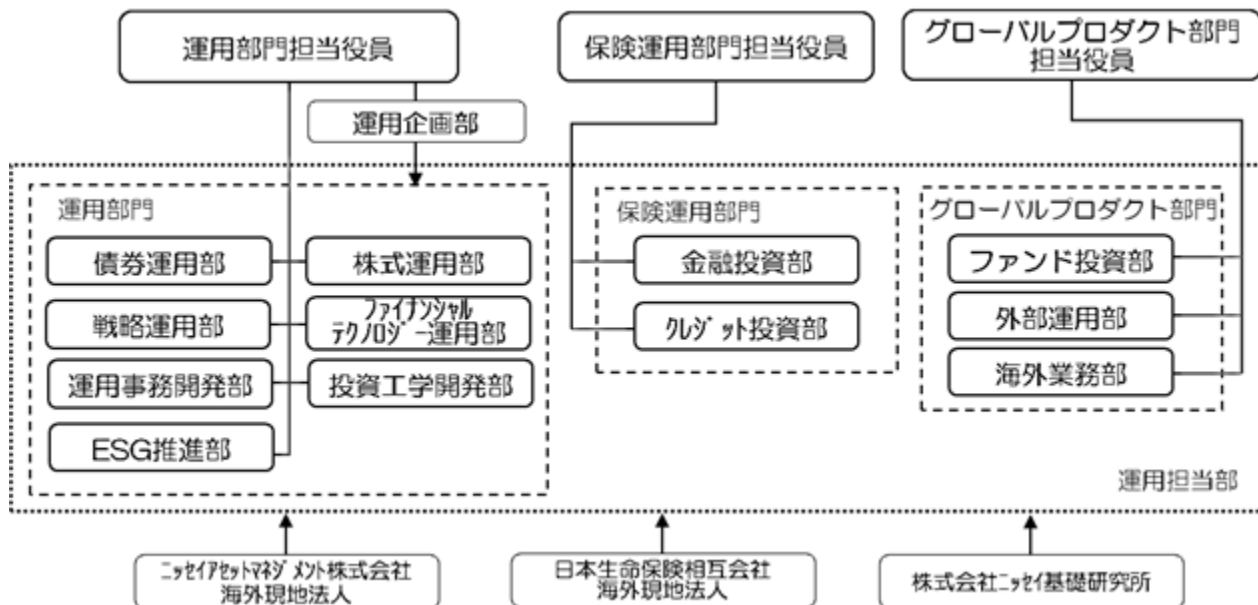 運用部門担当役員
保険運用部門担当役員
グローバルプロダクト部門
担当役員
運用企画部
運用部門
債券運用部
株式運用部
戦略運用部
ファイナンシャル
テクノロジー運用部
運用事務開発部
投資工学開発部
ESG推進部
保険運用部門
金融投資部
クレジット投資部
グローバルプロダクト部門
ファンド投資部
外部運用部
海外業務部
運用担当部
ニッセイアセットマネジメント株式会社
海外現地法人
日本生命保険相互会社
海外現地法人
株式会社ニッセイ基礎研究所